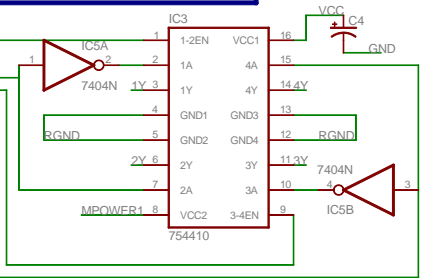 IC3
VCC
C4
+
GND
IC5A
1 2
7404N
1 1-2EN VCC1 16
2 1A 4A 15
1Y 3 1Y 4Y 14 4Y
4 GND1 GND3 13
RGND 5 GND2 GND4 12 RGND
2Y 6 2Y 3Y 11 3Y
7 2A 3A 10
MPOWER1 8 VCC2 3-4EN 9
754410
7404N
4 3
IC5B